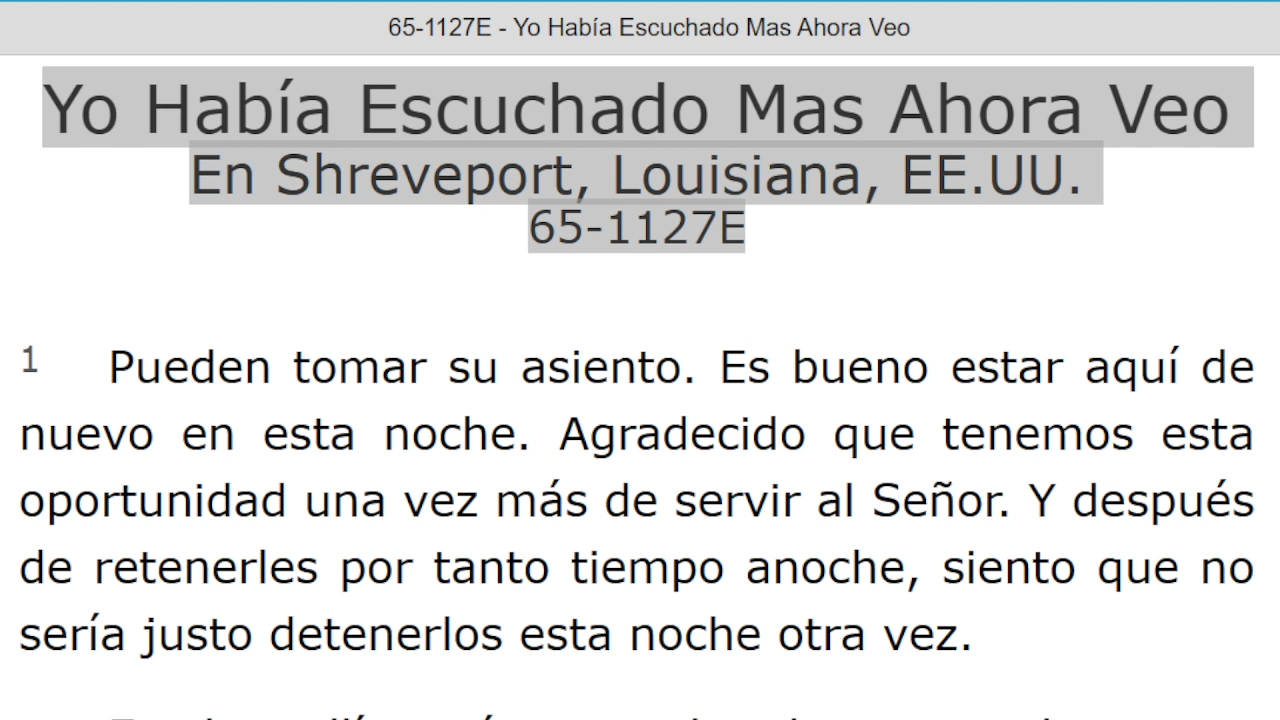 65-1127E - Yo Había Escuchado Mas Ahora Veo
Yo Había Escuchado Mas Ahora Veo
En Shreveport, Louisiana, EE.UU.
65-1127E
1 Pueden tomar su asiento. Es bueno estar aquí de
nuevo en esta noche. Agradecido que tenemos esta
oportunidad una vez más de servir al Señor. Y después
de retenerles por tanto tiempo anoche, siento que no
sería justo detenerlos esta noche otra vez.